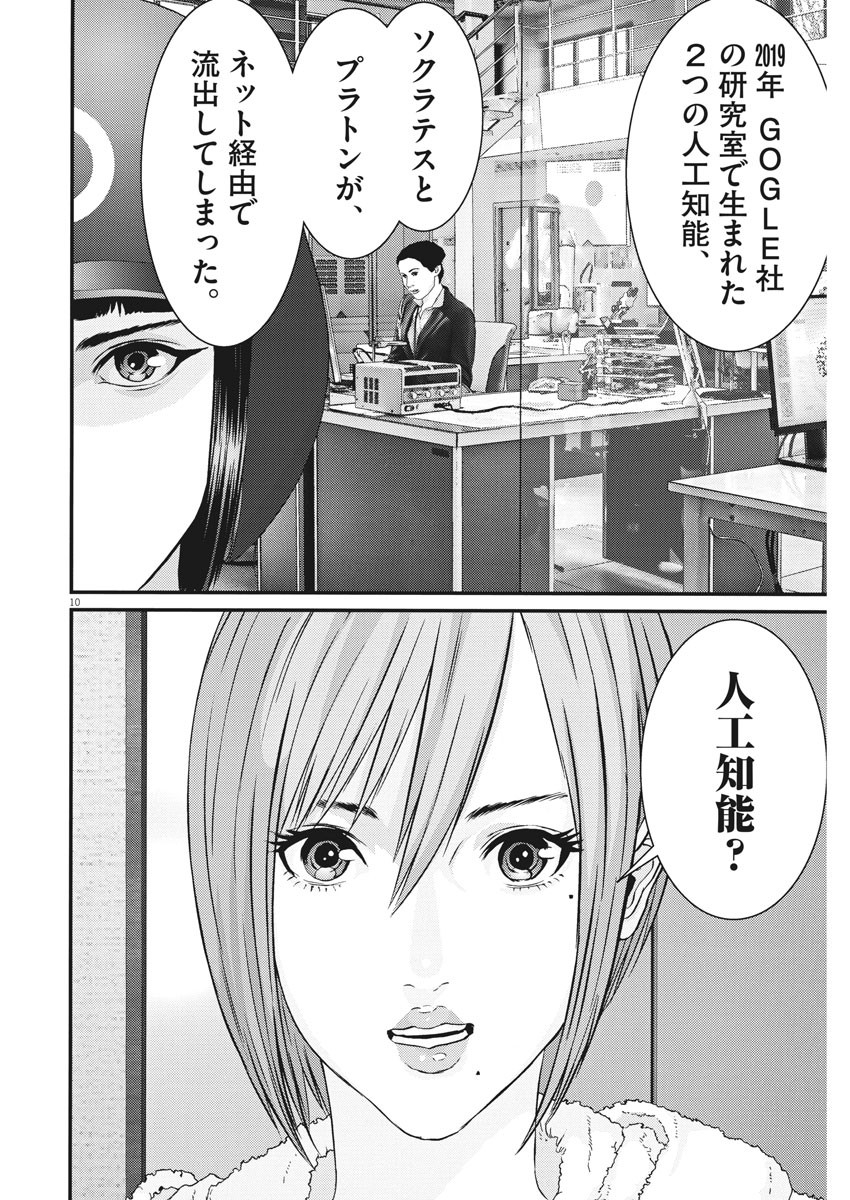 2019年 GOGLE社
の研究室で生まれた
2つの人工知能、
ソクラテスと
プラトンが、
ネット経由で
流出してしまった。
10
人工知能？